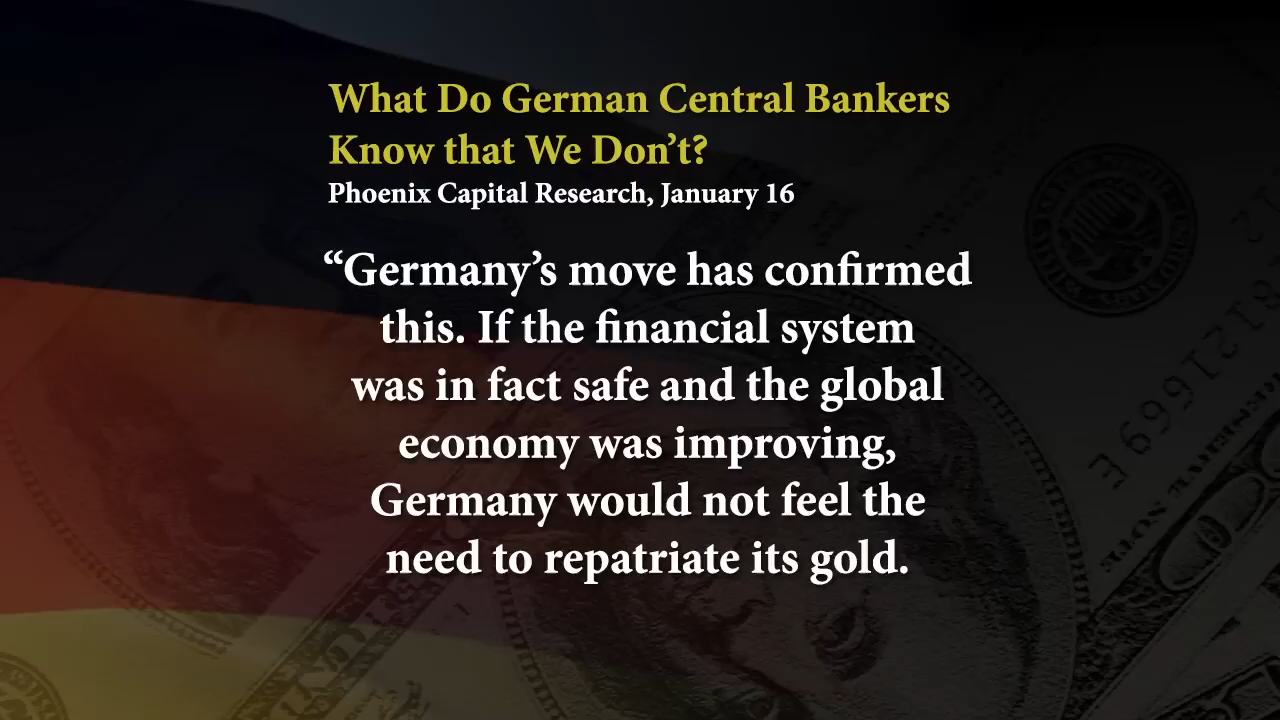 What Do German Central Bankers
Know that We Don’t?
Phoenix Capital Research, January 16
“Germany’s move has confirmed
this. If the financial system
was in fact safe and the global
economy was improving,
Germany would not feel the
need to repatriate its gold.